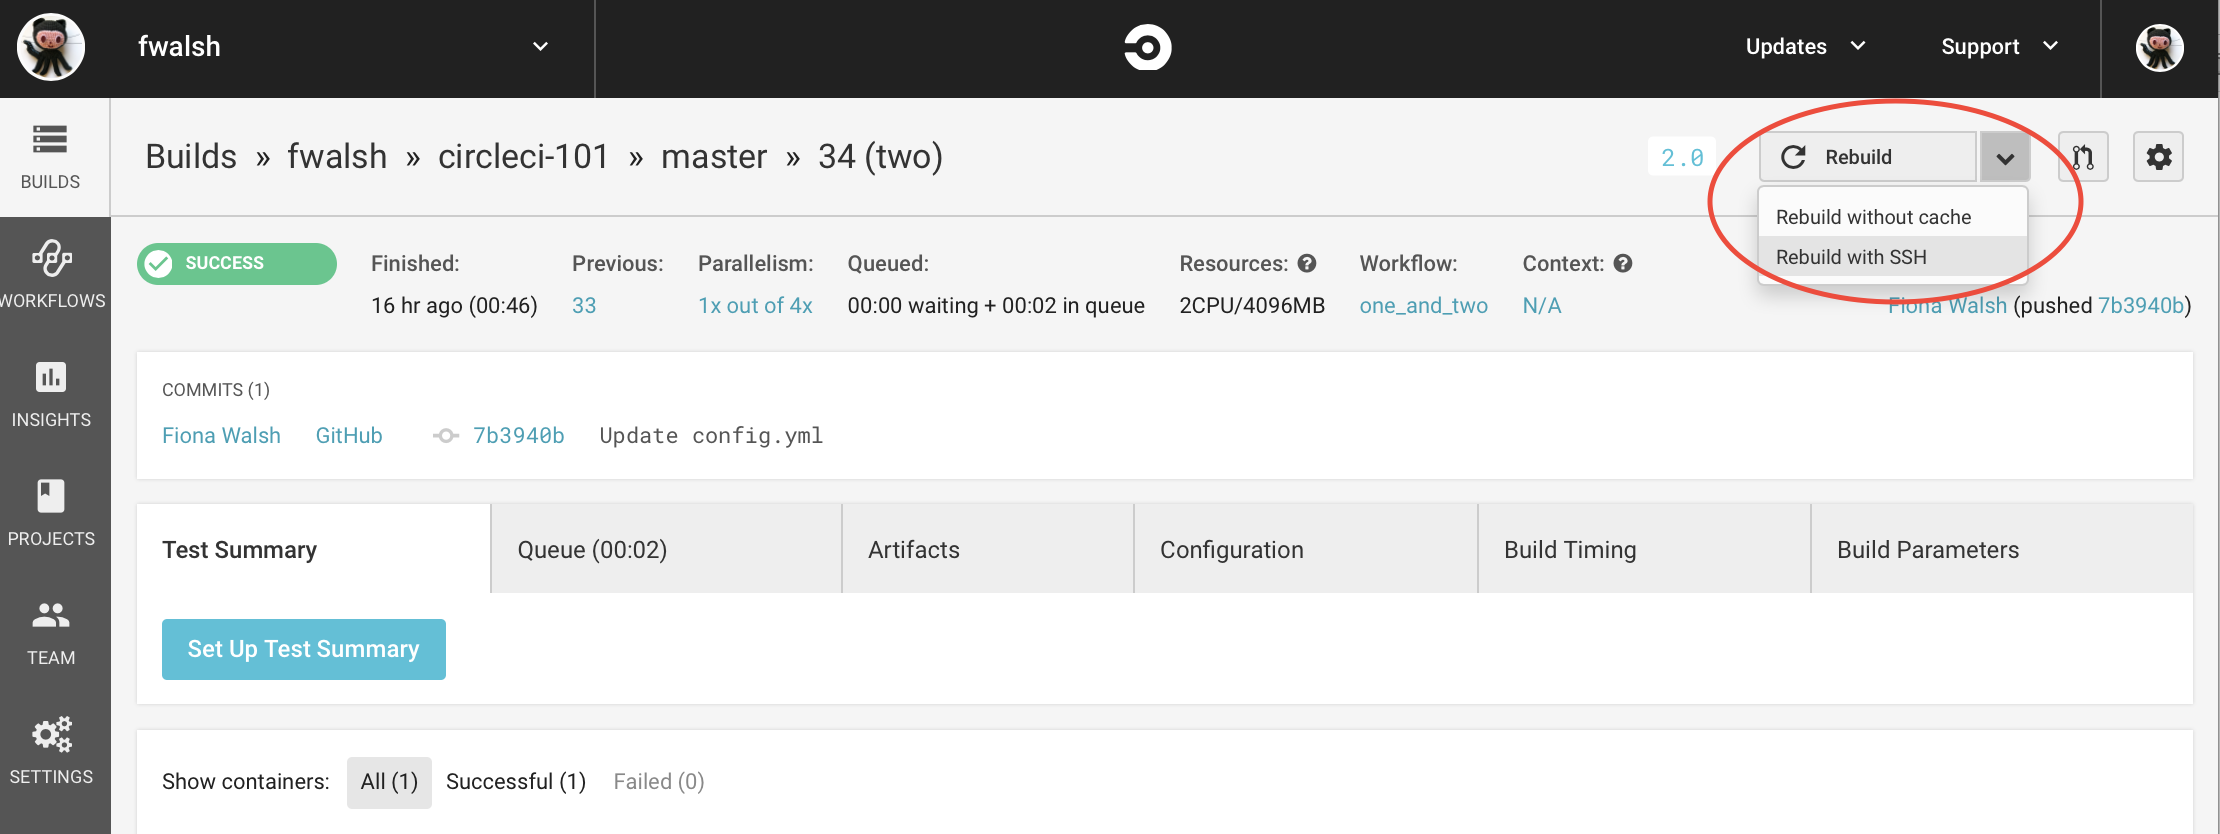 fwalsh
Updates
Support
BUILDS
WORKFLOWS
INSIGHTS
PROJECTS
TEAM
SETTINGS
Builds » fwalsh » circleci-101 » master » 34 (two)
2.0
Rebuild
Rebuild without cache
Rebuild with SSH
SUCCESS
Finished:
16 hr ago (00:46)
Previous:
33
Parallelism:
1x out of 4x
Queued:
00:00 waiting + 00:02 in queue
Resources:
2CPU/4096MB
Workflow:
one_and_two
Context:
N/A
Fiona Walsh (pushed 7b3940b)
COMMITS (1)
Fiona Walsh GitHub 7b3940b Update config.yml
Test Summary
Queue (00:02)
Artifacts
Configuration
Build Timing
Build Parameters
Set Up Test Summary
Show containers: All (1) Successful (1) Failed (0)